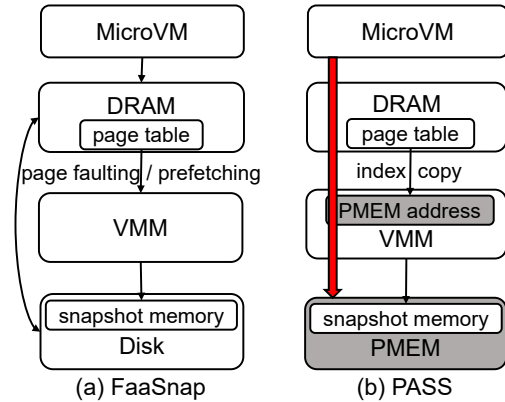 MicroVM
DRAM
page table
page faulting / prefetching
VMM
snapshot memory
Disk
(a) FaaSnap
MicroVM
DRAM
page table
index copy
PMEM address
VMM
snapshot memory
PMEM
(b) PASS